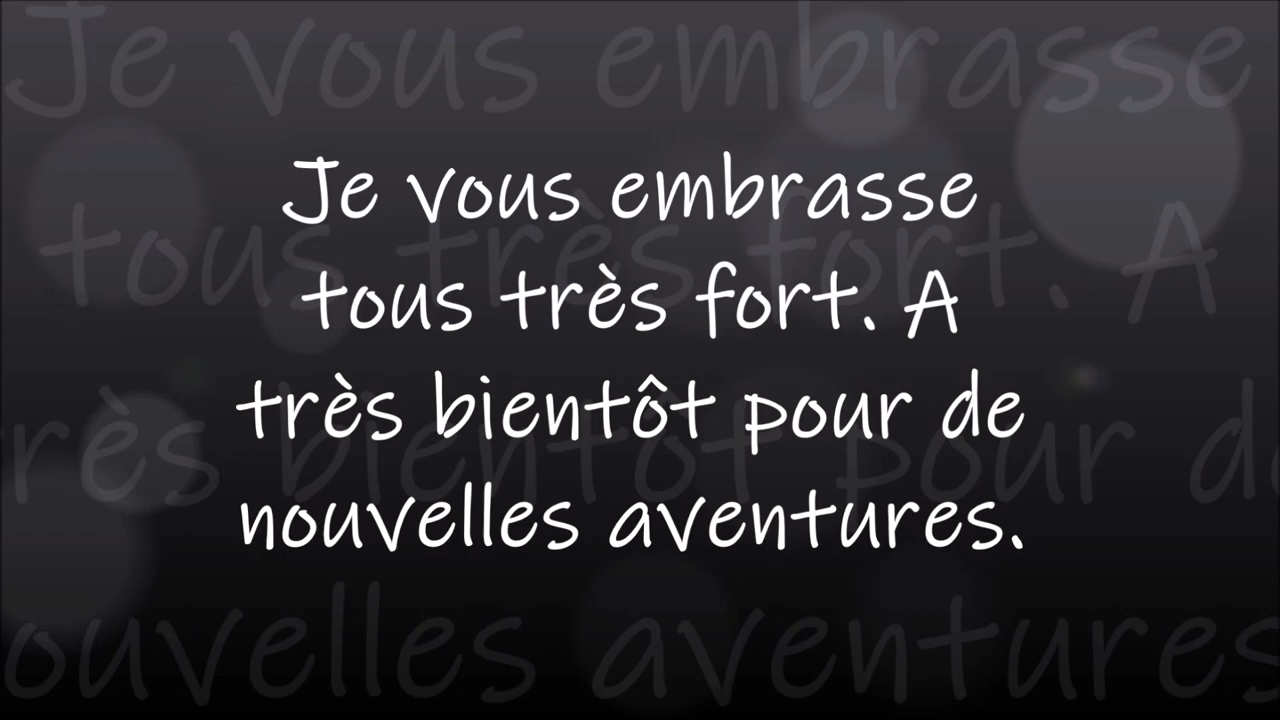 Je vous embrasse
tous très fort. A
très bientôt pour de
nouvelles aventures.